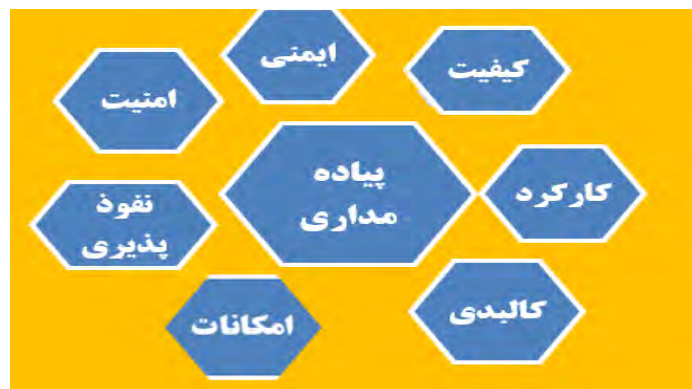 ایمنی
کیفیت
امنیت
پیاده
مداری
کارکرد
نفوذ
پذیری
کالبدی
امکانات